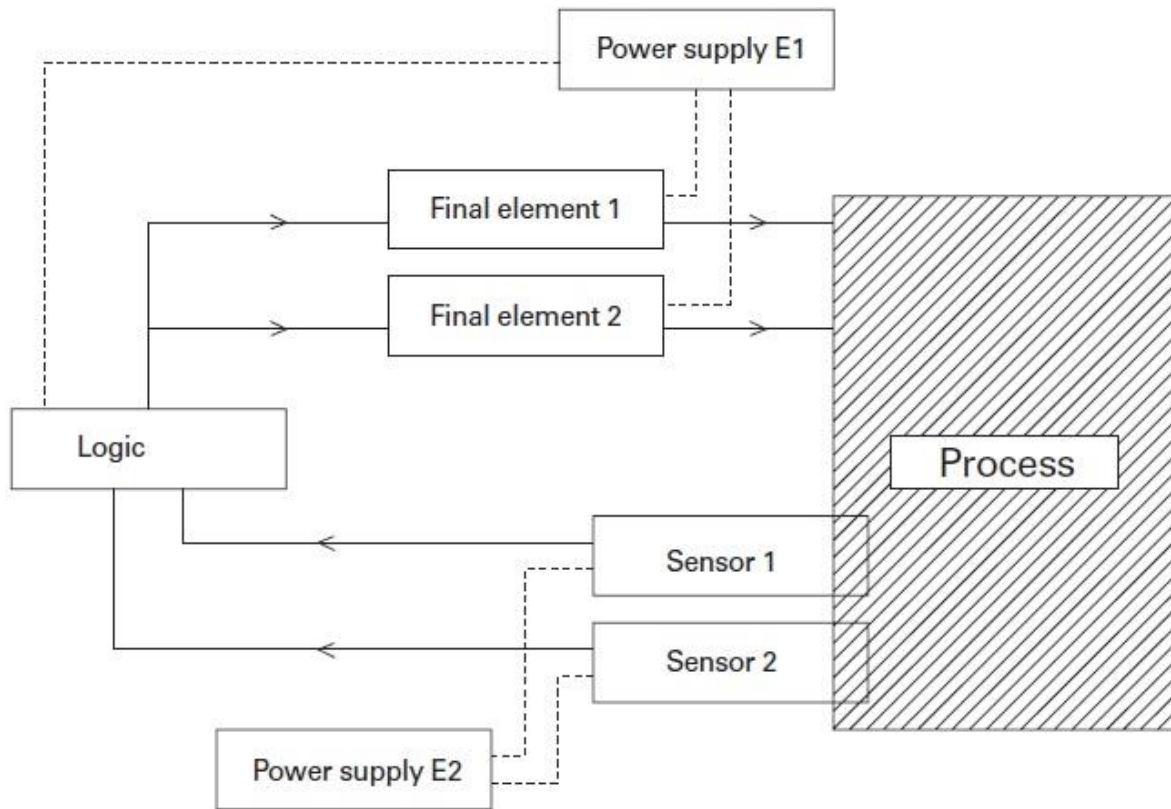 Power supply E1
Final element 1
Final element 2
Logic
Process
Sensor 1
Sensor 2
Power supply E2